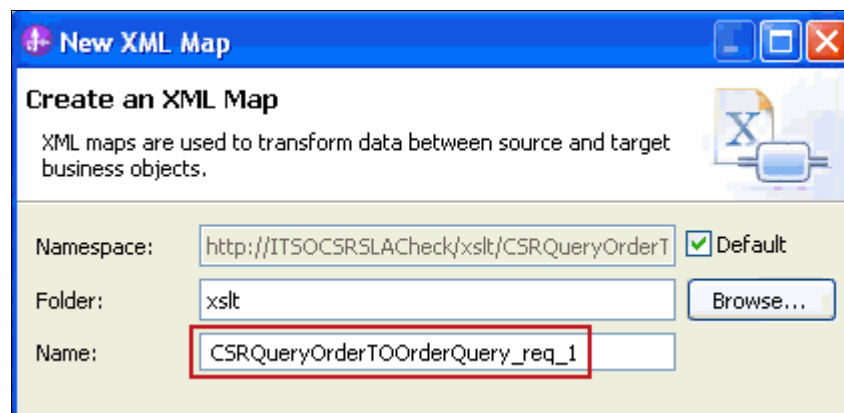 New XML Map
Create an XML Map
XML maps are used to transform data between source and target
business objects.
Namespace: http://ITSOCSRSLACheck/xslt/CSRQueryOrderT Default
Folder: xslt Browse...
Name: CSRQueryOrderTOOrderQuery_req_1